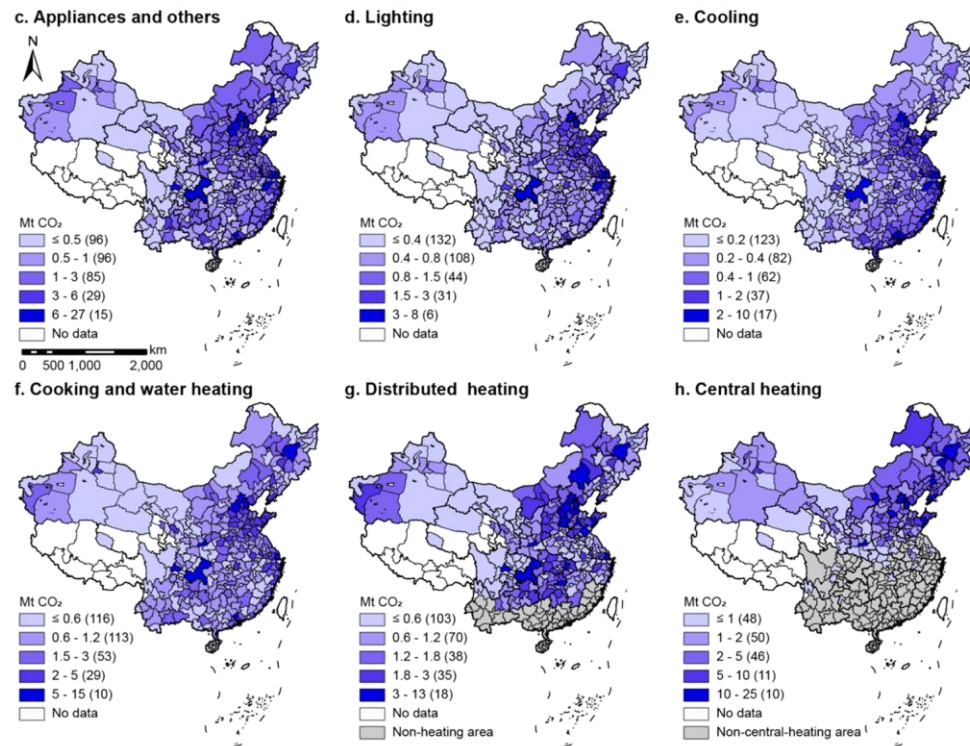 c. Appliances and others
N
Mt CO₂
≤ 0.5 (96)
0.5 - 1 (96)
1 - 3 (85)
3 - 6 (29)
6 - 27 (15)
No data
km
0 500 1,000 2,000
d. Lighting
Mt CO₂
≤ 0.4 (132)
0.4 - 0.8 (108)
0.8 - 1.5 (44)
1.5 - 3 (31)
3 - 8 (6)
No data
e. Cooling
Mt CO₂
≤ 0.2 (123)
0.2 - 0.4 (82)
0.4 - 1 (62)
1 - 2 (37)
2 - 10 (17)
No data
f. Cooking and water heating
Mt CO₂
≤ 0.6 (116)
0.6 - 1.2 (113)
1.5 - 3 (53)
2 - 5 (29)
5 - 15 (10)
No data
g. Distributed heating
Mt CO₂
≤ 0.6 (103)
0.6 - 1.2 (70)
1.2 - 1.8 (38)
1.8 - 3 (35)
3 - 13 (18)
No data
Non-heating area
h. Central heating
Mt CO₂
≤ 1 (48)
1 - 2 (50)
2 - 5 (46)
5 - 10 (11)
10 - 25 (10)
No data
Non-central-heating area